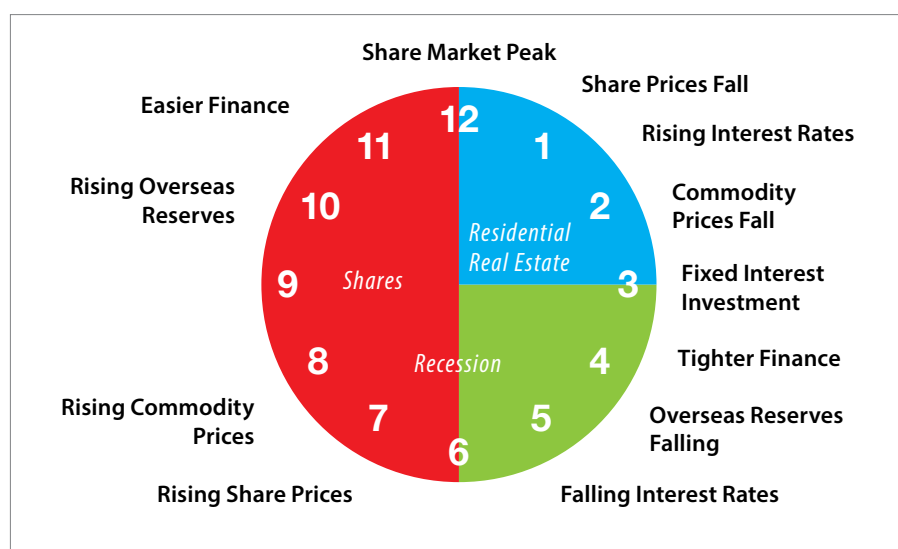 Share Market Peak
Share Prices Fall
Easier Finance
12
11
1
Rising Interest Rates
Rising Overseas
Reserves
10
2
Commodity
Prices Fall
Residential
Real Estate
Shares
9
3
Fixed Interest
Investment
8
4
Tighter Finance
Recession
Rising Commodity
Prices
7
5
Overseas Reserves
Falling
6
Rising Share Prices
Falling Interest Rates